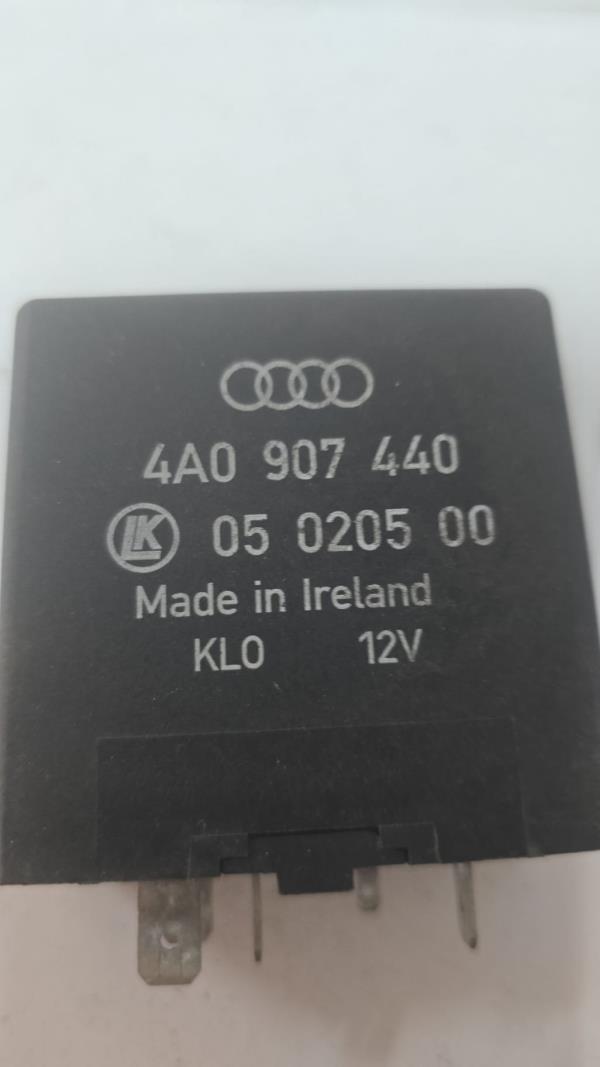 4A0 907 440
LK 05 0205 00
Made in Ireland
KLO 12V